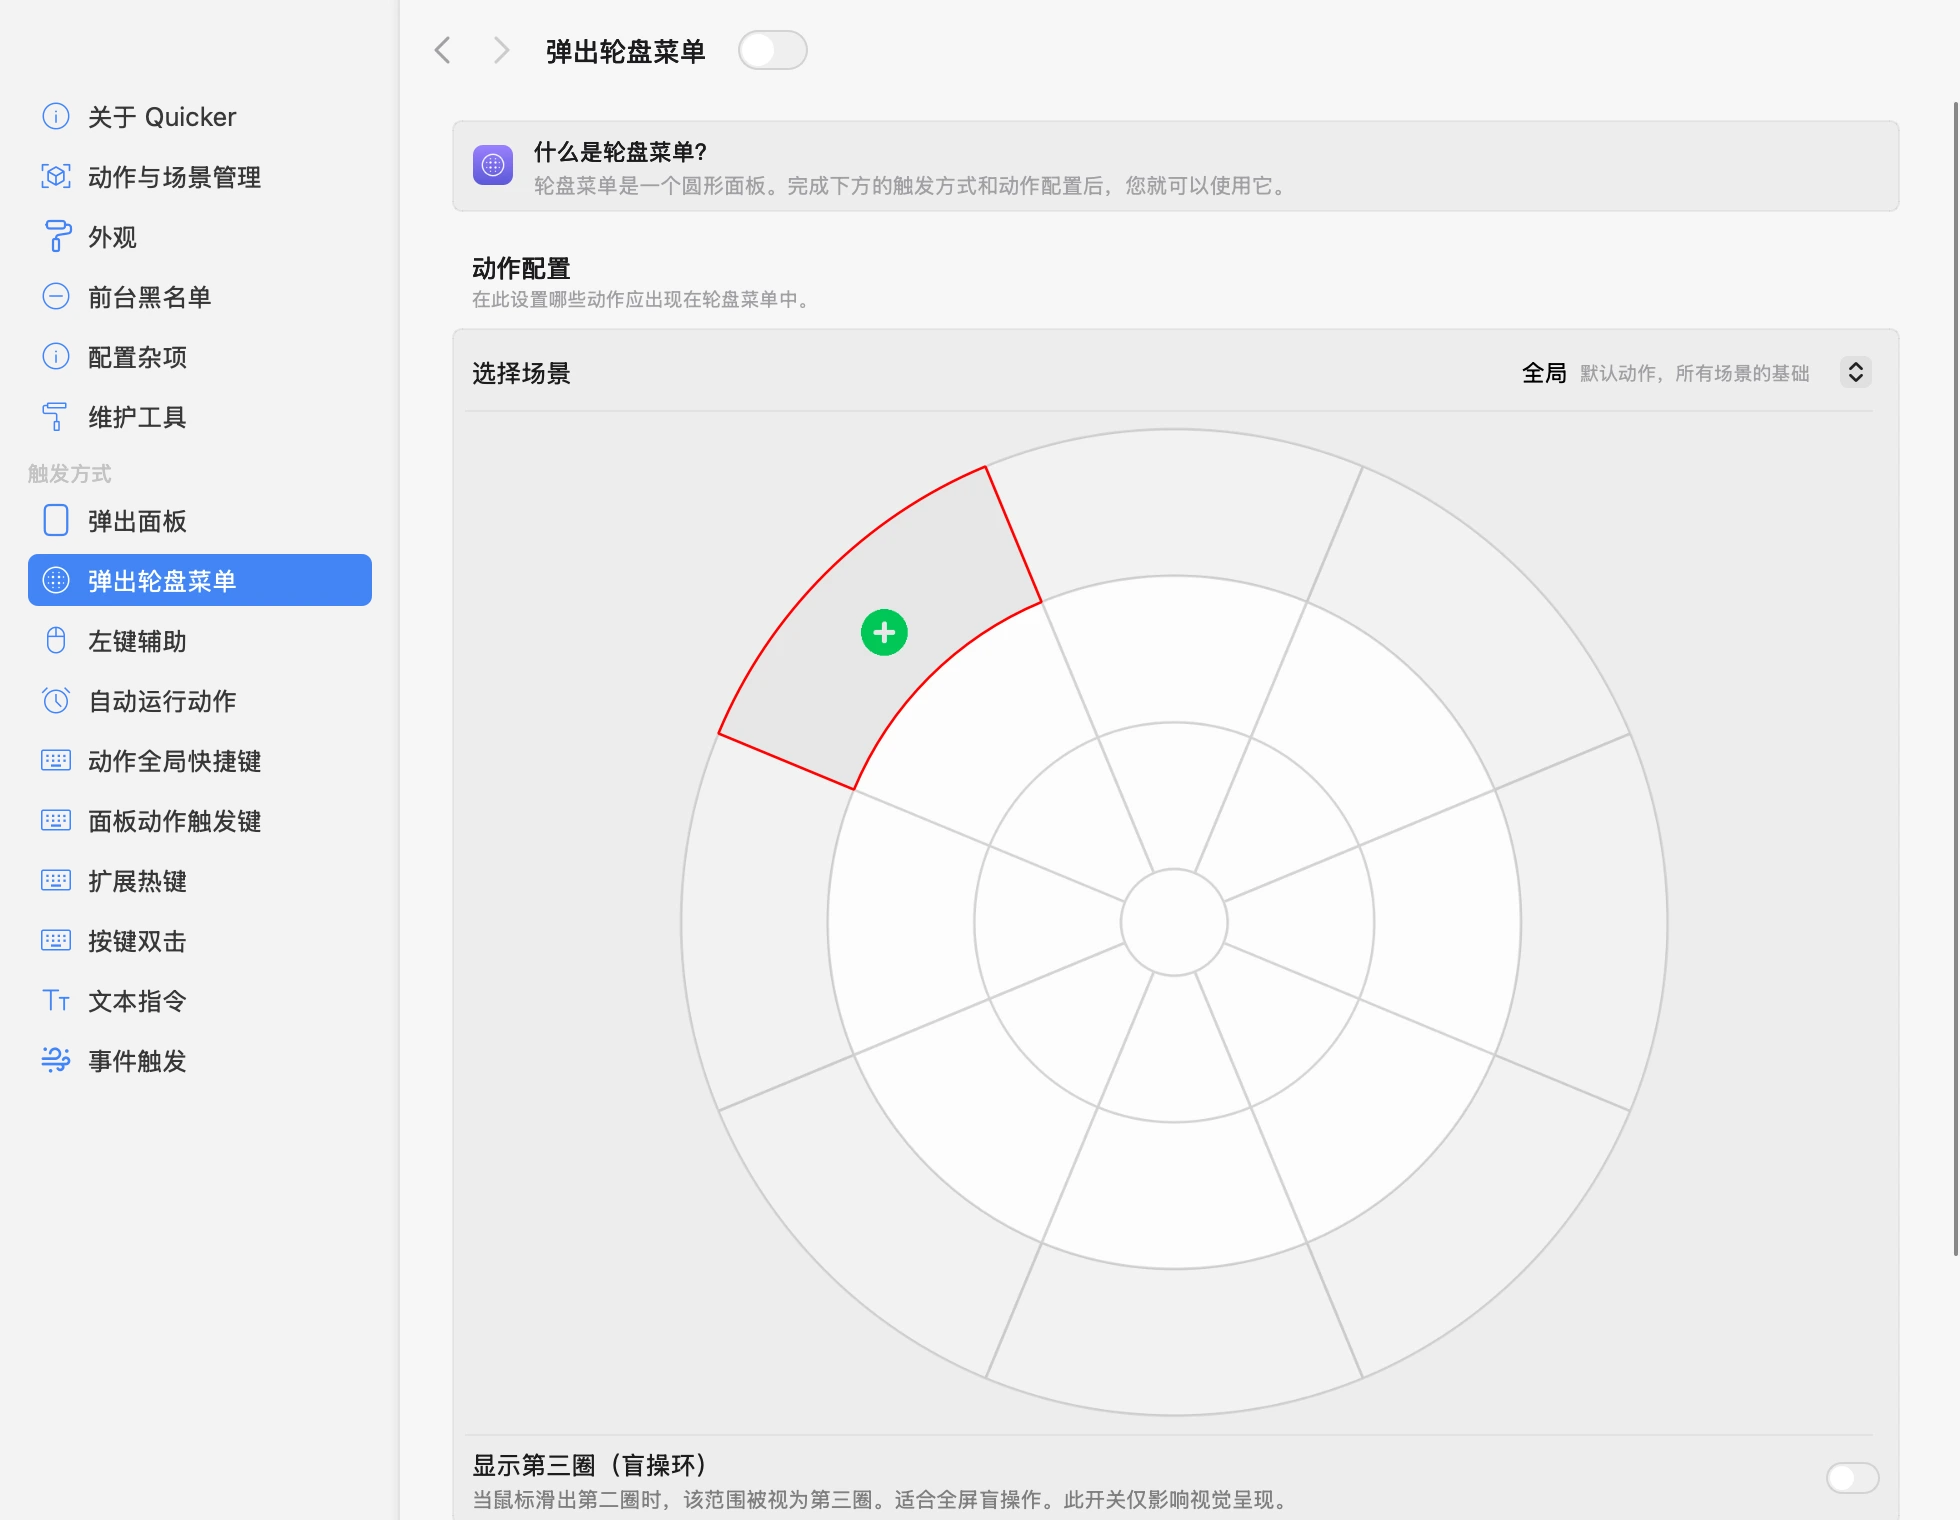 弹出轮盘菜单
关于 Quicker
动作与场景管理
外观
前台黑名单
配置杂项
维护工具
触发方式
弹出面板
弹出轮盘菜单
左键辅助
自动运行动作
动作全局快捷键
面板动作触发键
扩展热键
按键双击
文本指令
事件触发
什么是轮盘菜单?
轮盘菜单是一个圆形面板。完成下方的触发方式和动作配置后，您就可以使用它。
动作配置
在此设置哪些动作应出现在轮盘菜单中。
选择场景
全局 默认动作，所有场景的基础
显示第三圈（盲操环）
当鼠标滑出第二圈时，该范围被视为第三圈。适合全屏盲操作。此开关仅影响视觉呈现。